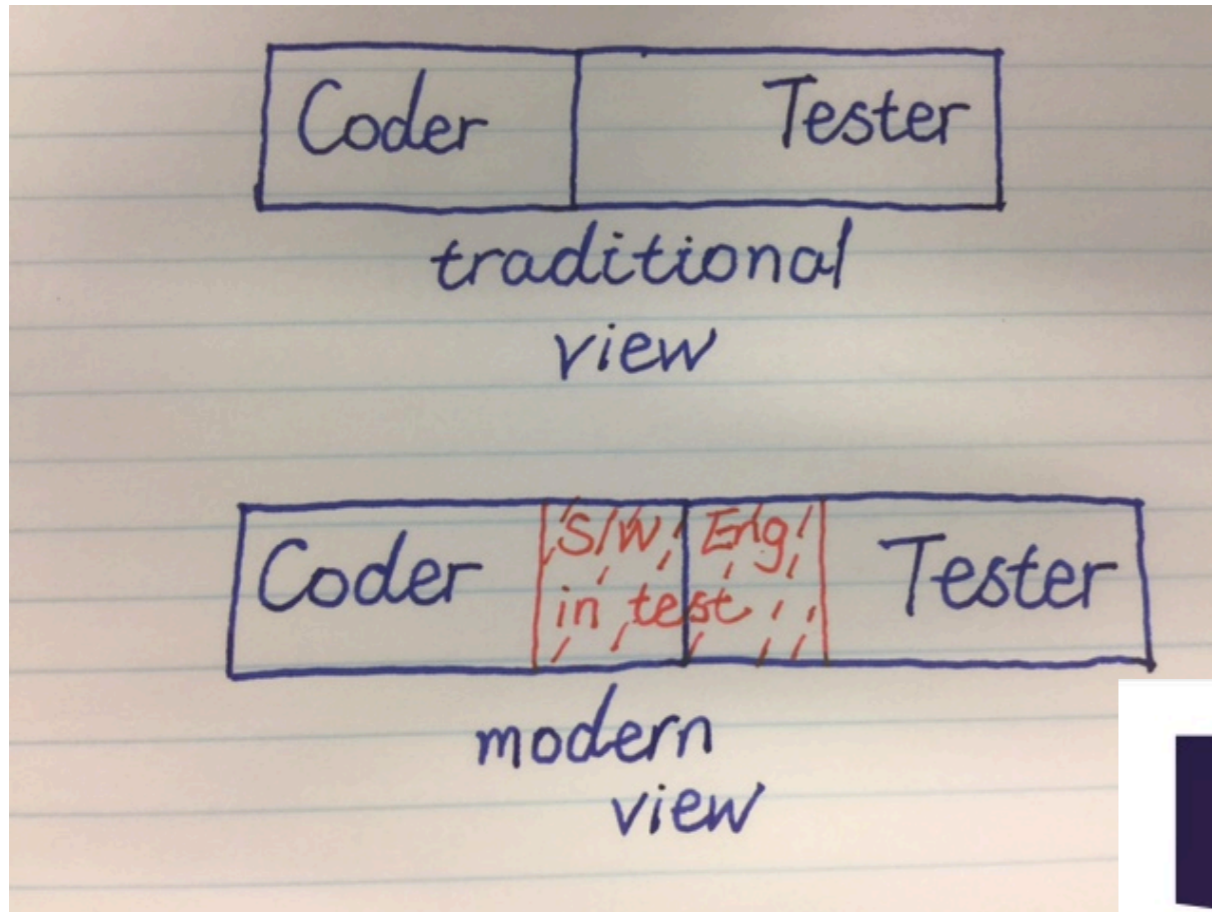 Coder Tester
traditional
view
Coder S/W Eng Tester
in test
modern
view